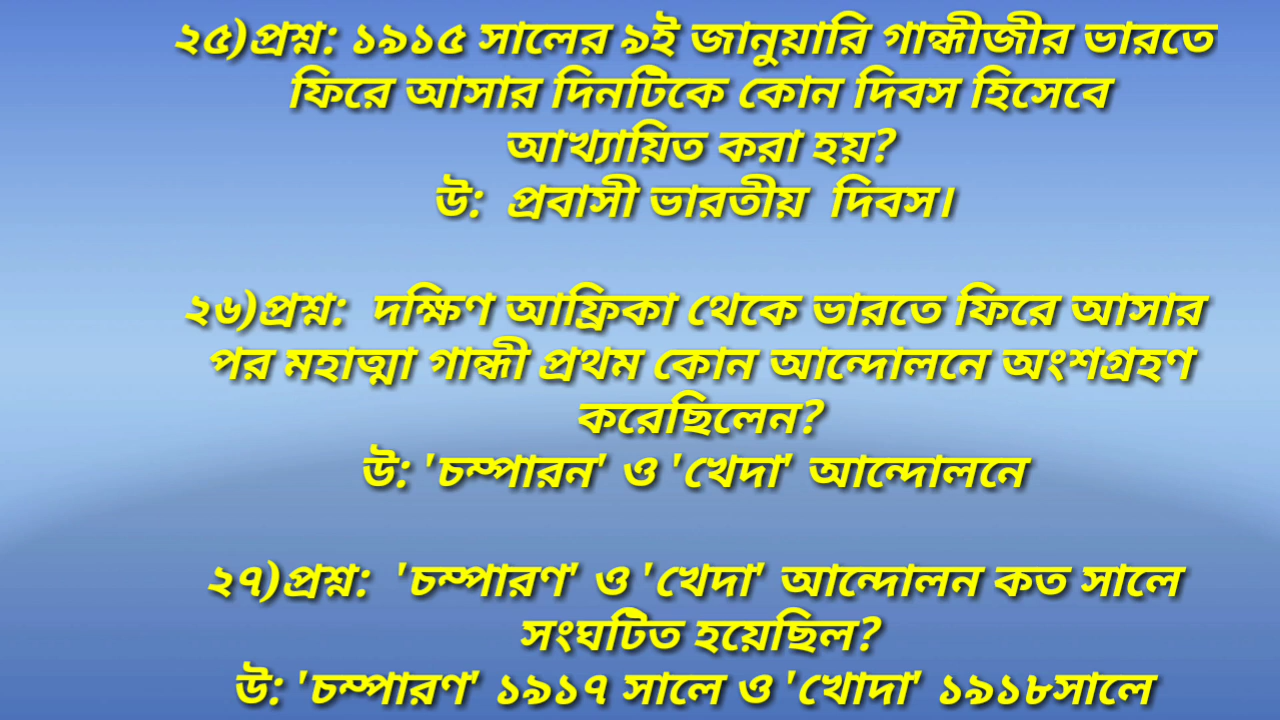 ২৫)প্রশ্ন: ১৯১৫ সালের ৯ই জানুয়ারি গান্ধীজীর ভারতে
ফিরে আসার দিনটিকে কোন দিবস হিসেবে
আখ্যায়িত করা হয়?
উ: প্রবাসী ভারতীয় দিবস।
২৬)প্রশ্ন: দক্ষিণ আফ্রিকা থেকে ভারতে ফিরে আসার
পর মহাত্মা গান্ধী প্রথম কোন আন্দোলনে অংশগ্রহণ
করেছিলেন?
উ: 'চম্পারন' ও 'খেদা' আন্দোলনে
২৭)প্রশ্ন: 'চম্পারণ' ও 'খেদা' আন্দোলন কত সালে
সংঘটিত হয়েছিল?
উ: 'চম্পারণ' ১৯১৭ সালে ও 'খোদা' ১৯১৮সালে